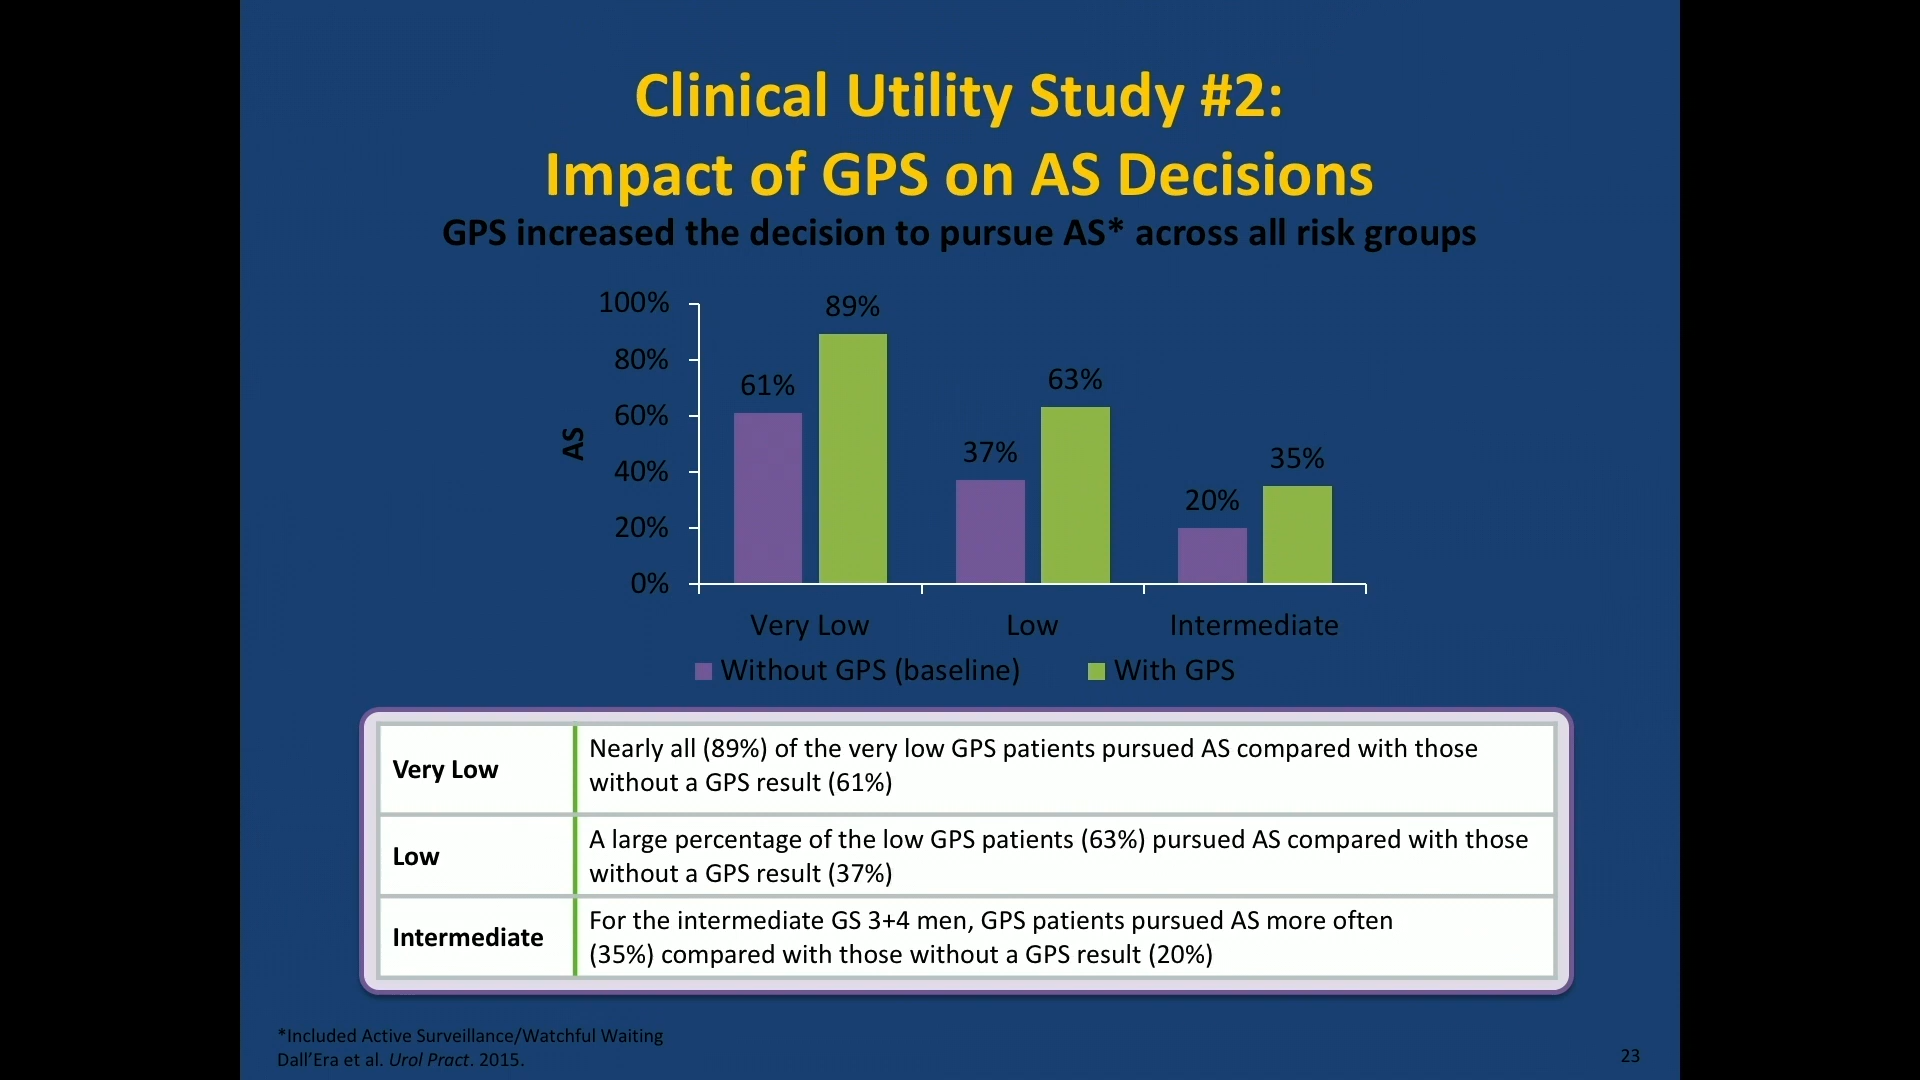 Clinical Utility Study #2:
Impact of GPS on AS Decisions
GPS increased the decision to pursue AS* across all risk groups
100%
80%
60%
40%
20%
0%
AS
61%
89%
37%
63%
20%
35%
Very Low
Low
Intermediate
Without GPS (baseline)
With GPS
Very Low
Nearly all (89%) of the very low GPS patients pursued AS compared with those
without a GPS result (61%)
Low
A large percentage of the low GPS patients (63%) pursued AS compared with those
without a GPS result (37%)
Intermediate
For the intermediate GS 3+4 men, GPS patients pursued AS more often
(35%) compared with those without a GPS result (20%)
*Included Active Surveillance/Watchful Waiting
Dall’Era et al. Urol Pract. 2015.
23